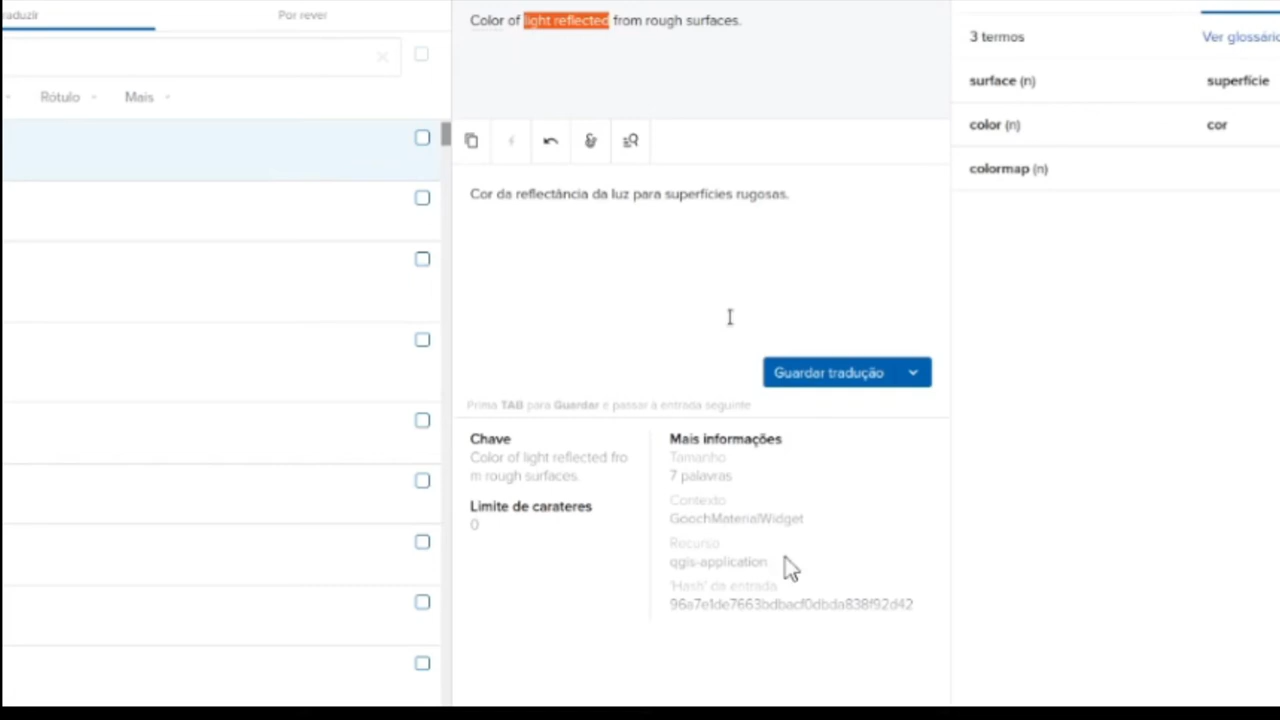 Por rever
Rótulo
Mais
Color of light reflected from rough surfaces.
Cor da reflectância da luz para superfícies rugosas.
Guardar tradução
Prima TAB para Guardar e passar à entrada seguinte
Chave
Color of light reflected fro
m rough surfaces.
Limite de carateres
0
Mais informações
Tamanho
7 palavras
Contexto
GoochMaterialWidget
Recurso
qgis-application
'Hash' da entrada
96a7e1de7663bdbacf0dbda838f92d42
3 termos
Ver glossário
surface (n)
superfície
color (n)
cor
colormap (n)